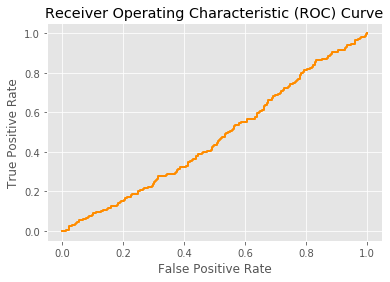 Receiver Operating Characteristic (ROC) Curve
1.0
0.8
0.6
0.4
0.2
0.0
True Positive Rate
0.0 0.2 0.4 0.6 0.8 1.0
False Positive Rate